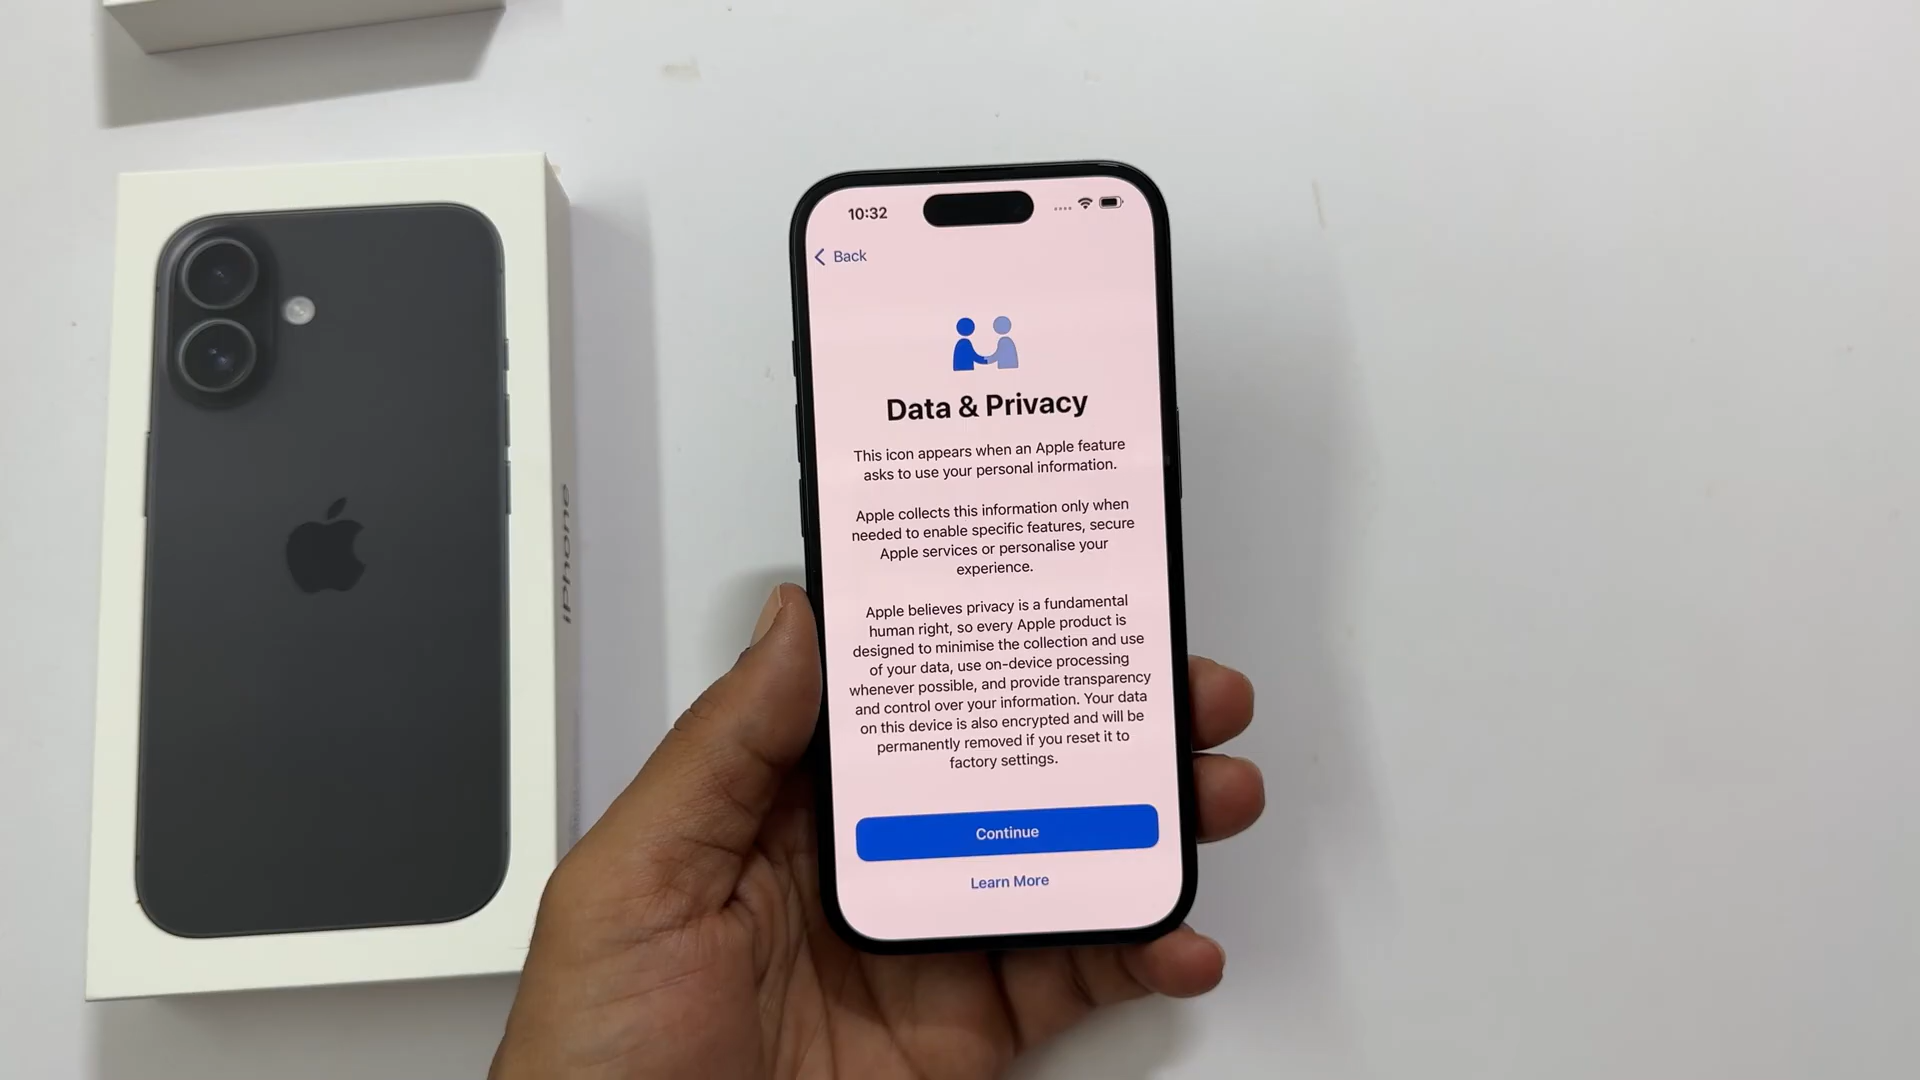 iPhone
10:32
Back
Data & Privacy
This icon appears when an Apple feature
asks to use your personal information.
Apple collects this information only when
needed to enable specific features, secure
Apple services or personalise your
experience.
Apple believes privacy is a fundamental
human right, so every Apple product is
designed to minimise the collection and use
of your data, use on-device processing
whenever possible, and provide transparency
and control over your information. Your data
on this device is also encrypted and will be
permanently removed if you reset it to
factory settings.
Continue
Learn More